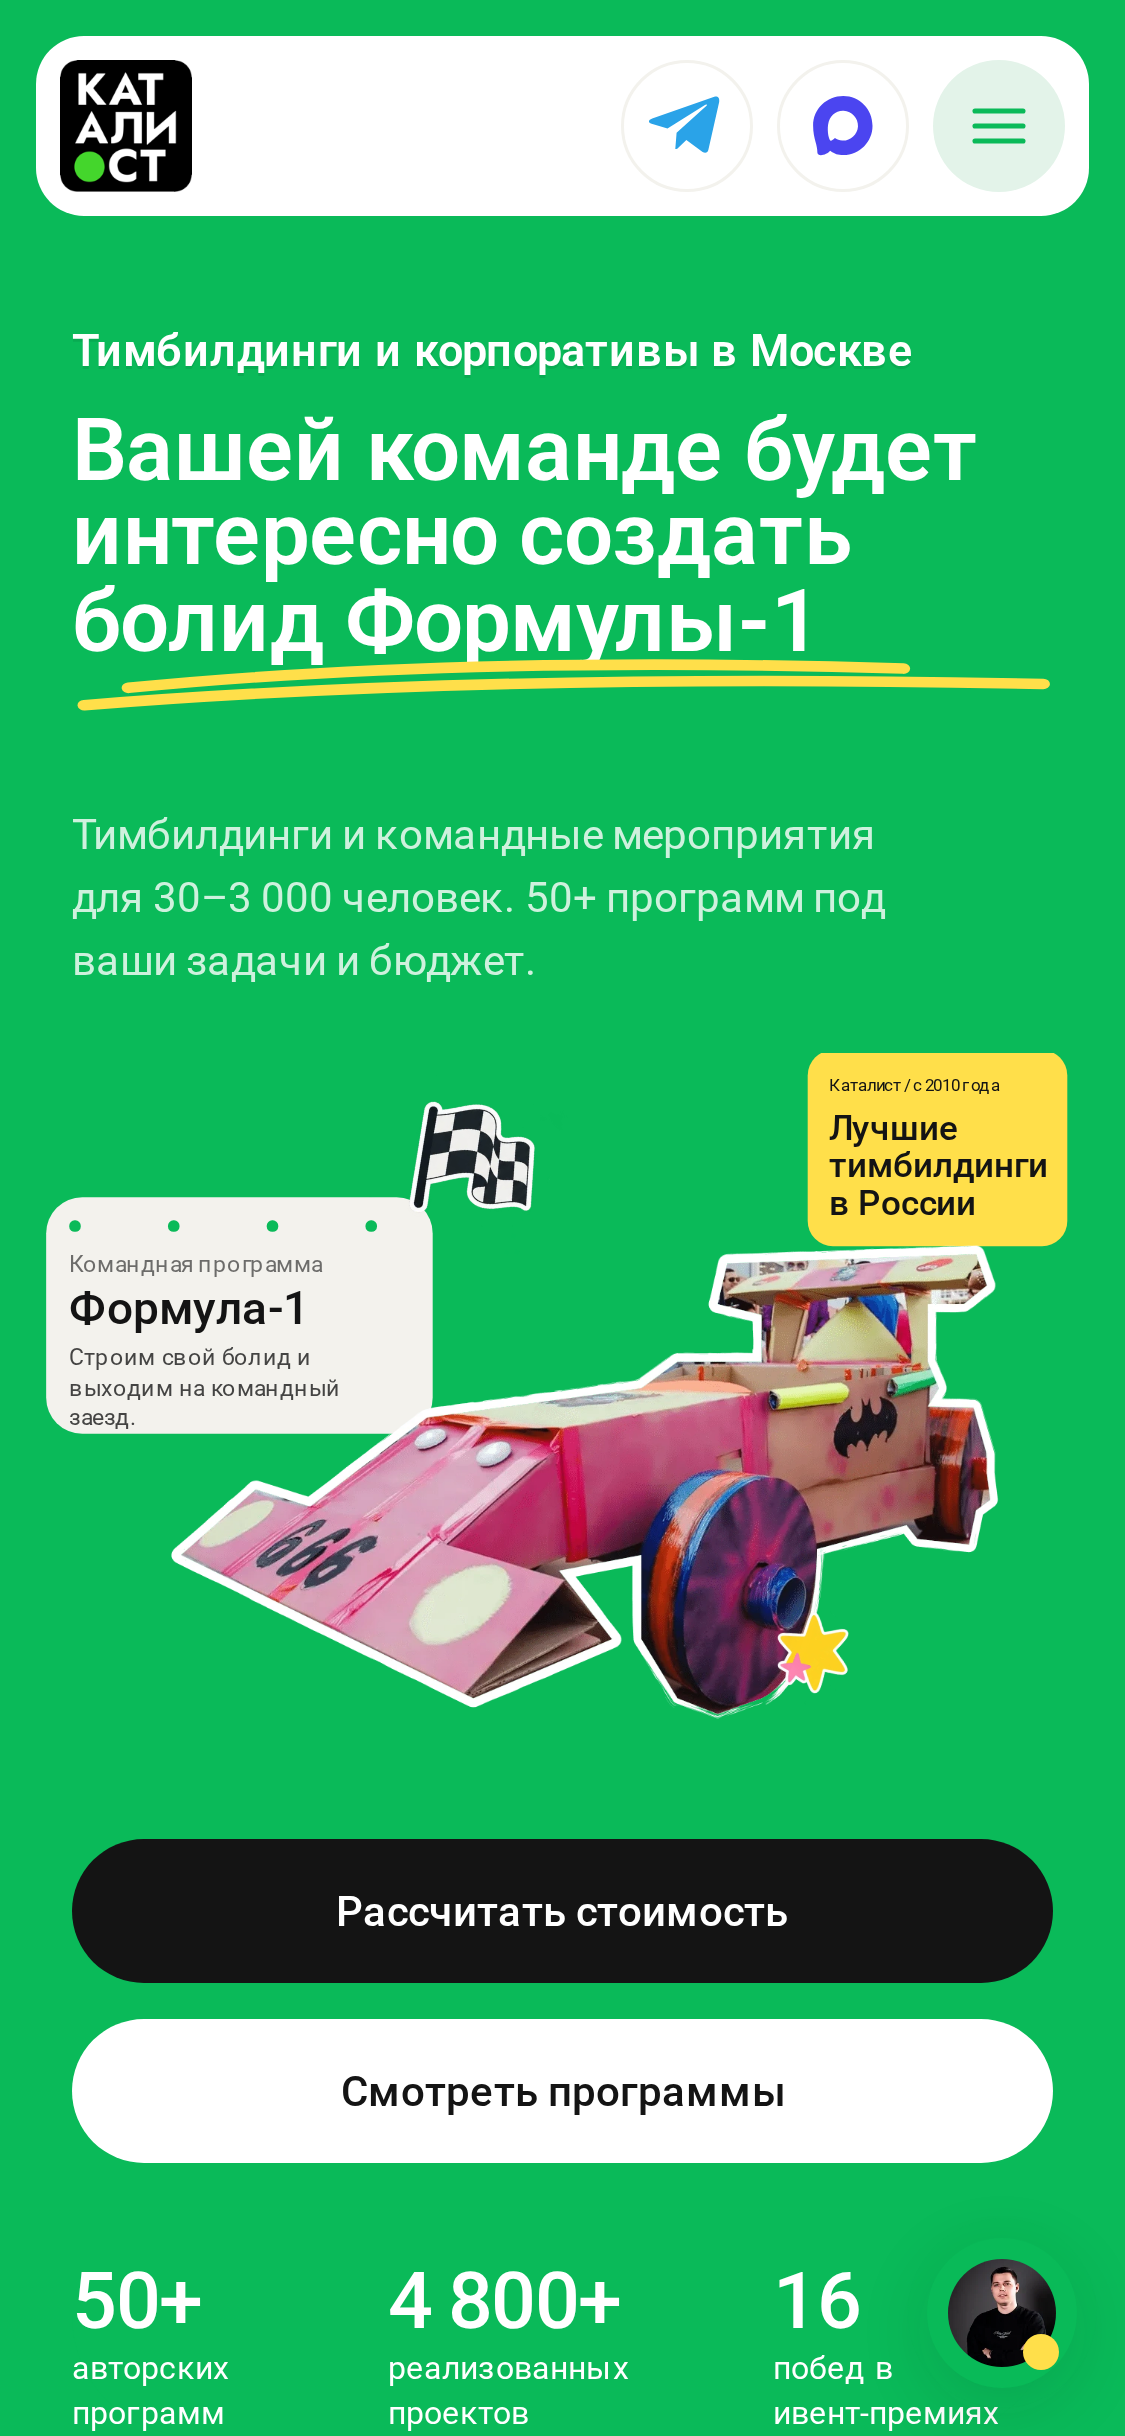 КАТ
АЛИ
СТ
Тимбилдинги и корпоративы в Москве
Вашей команде будет
интересно создать
болид Формулы-1
Тимбилдинги и командные мероприятия
для 30–3 000 человек. 50+ программ под
ваши задачи и бюджет.
Каталист / с 2010 года
Лучшие
тимбилдинги
в России
Командная программа
Формула-1
Строим свой болид и
выходим на командный
заезд.
666
Рассчитать стоимость
Смотреть программы
50+
авторских
программ
4 800+
реализованных
проектов
16
побед в
ивент-премиях